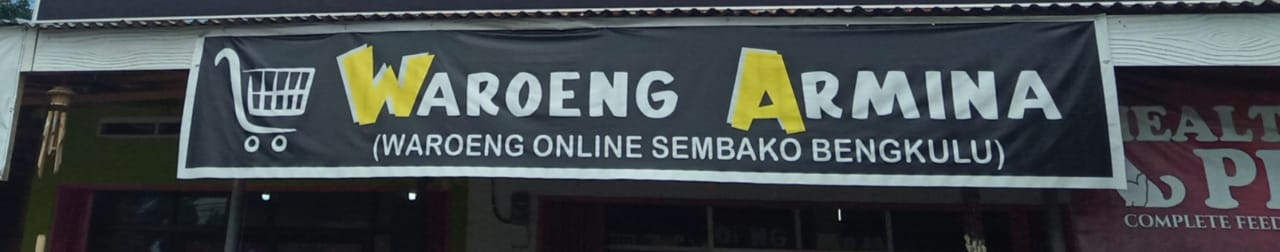 WAROENG ARMINA
(WAROENG ONLINE SEMBAKO BENGKULU)
COMPLETE FEED